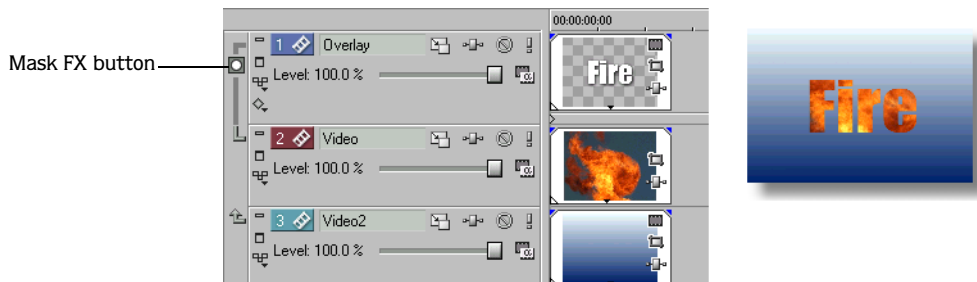 00:00:00:00
1 Overlay
Mask FX button
Level: 100.0 %
Fire
Fire
2 Video
Level: 100.0 %
3 Video2
Level: 100.0 %